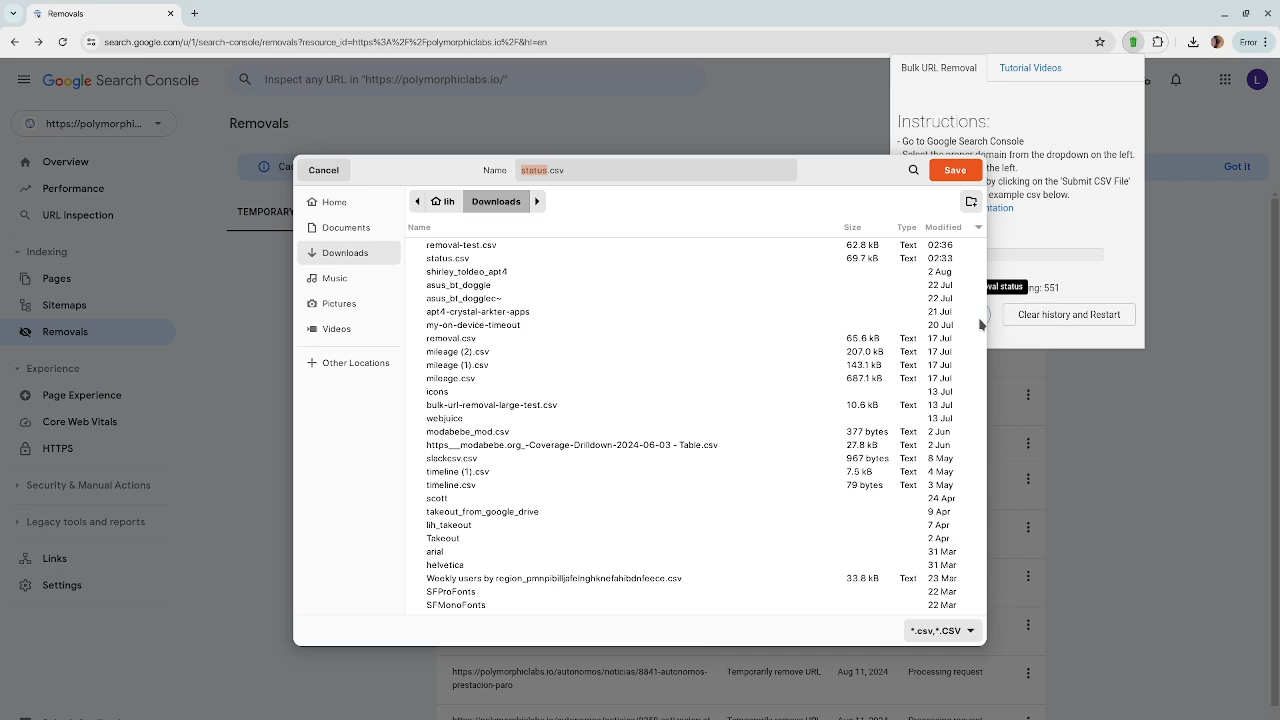 Removals
search.google.com/u/1/search-console/removals?resource_id=https%3A%2F%2Fpolymorphiclabs.io%2F&hl=en
Error
Google Search Console
Inspect any URL in "https://polymorphiclabs.io/"
L
https://polymorphi...
Removals
Overview
Performance
URL Inspection
Indexing
Pages
Sitemaps
Removals
Experience
Page Experience
Core Web Vitals
HTTPS
Security & Manual Actions
Legacy tools and reports
Links
Settings
Got it
TEMPORARY
Bulk URL Removal
Tutorial Videos
Instructions:
- Go to Google Search Console
- Select the proper domain from the dropdown on the left.
the left.
by clicking on the 'Submit CSV File'
example csv below.
ng: 551
Clear history and Restart
Cancel
Name
status.csv
Save
Home
Documents
Downloads
Music
Pictures
Videos
Other Locations
lih
Downloads
Name Size Type Modified
removal-test.csv 62.8 kB Text 02:36
status.csv 69.7 kB Text 02:33
shirley_toldeo_apt4 2 Aug
asus_bt_doggle 22 Jul
asus_bt_dogglec~ 22 Jul
apt4-crystal-arkter-apps 21 Jul
my-on-device-timeout 20 Jul
removal.csv 65.6 kB Text 17 Jul
mileage (2).csv 207.0 kB Text 17 Jul
mileage (1).csv 143.1 kB Text 17 Jul
mileage.csv 687.1 kB Text 17 Jul
icons 13 Jul
bulk-url-removal-large-test.csv 10.6 kB Text 13 Jul
webjuice 13 Jul
modabebe_mod.csv 377 bytes Text 2 Jun
https___modabebe.org_-Coverage-Drilldown-2024-06-03 - Table.csv 27.8 kB Text 2 Jun
slackcsv.csv 967 bytes Text 8 May
timeline (1).csv 7.5 kB Text 4 May
timeline.csv 79 bytes Text 3 May
scott 24 Apr
takeout_from_google_drive 9 Apr
lih_takeout 7 Apr
Takeout 2 Apr
arial 31 Mar
helvetica 31 Mar
Weekly users by region_pmnpibilljafelnghknefahibdnfeece.csv 33.8 kB Text 23 Mar
SFProFonts 22 Mar
SFMonoFonts 22 Mar
*.csv,*.CSV
https://polymorphiclabs.io/autonomos/noticias/8841-autonomos-
prestacion-paro
Temporarily remove URL
Aug 11, 2024
Processing request